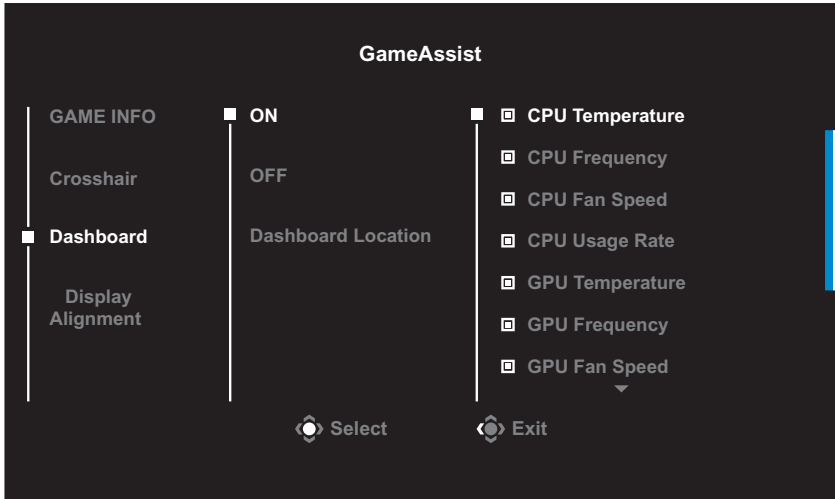 GameAssist
GAME INFO
Crosshair
Dashboard
Display
Alignment
ON
OFF
Dashboard Location
CPU Temperature
CPU Frequency
CPU Fan Speed
CPU Usage Rate
GPU Temperature
GPU Frequency
GPU Fan Speed
Select
Exit